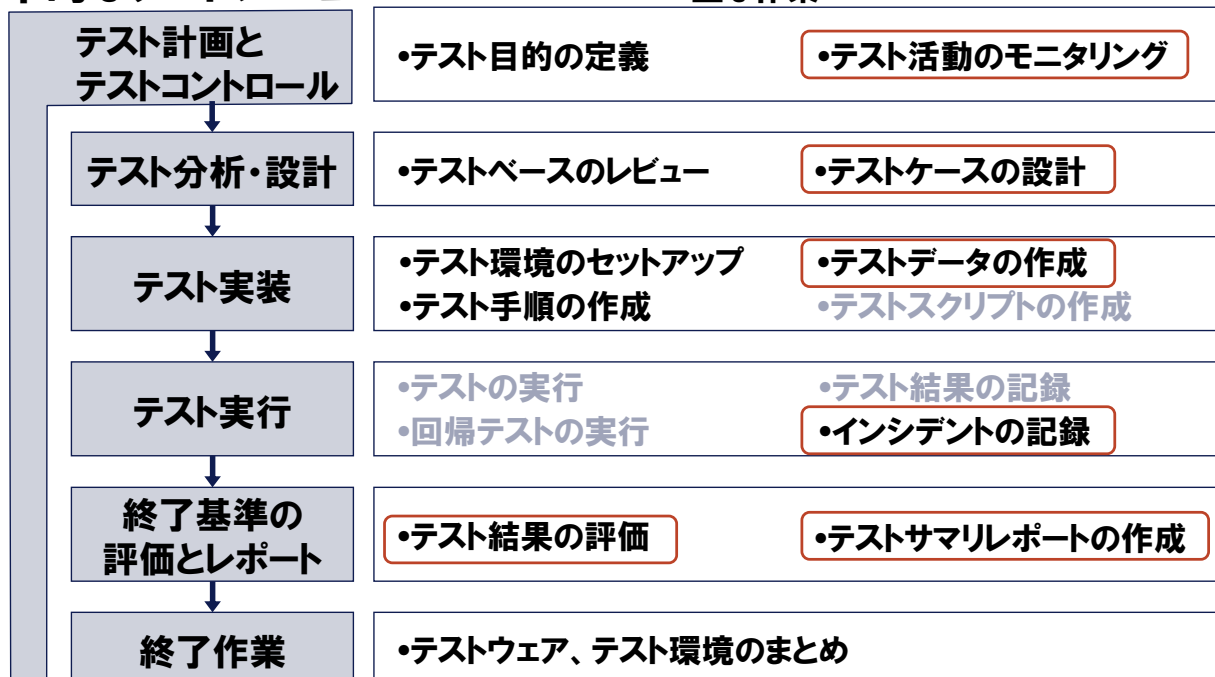 テスト計画と
テストコントロール
•テスト目的の定義
•テスト活動のモニタリング
テスト分析・設計
•テストベースのレビュー
•テストケースの設計
テスト実装
•テスト環境のセットアップ
•テストデータの作成
•テスト手順の作成
•テストスクリプトの作成
テスト実行
•テストの実行
•テスト結果の記録
•回帰テストの実行
•インシデントの記録
終了基準の
評価とレポート
•テスト結果の評価
•テストサマリレポートの作成
終了作業
•テストウェア、テスト環境のまとめ